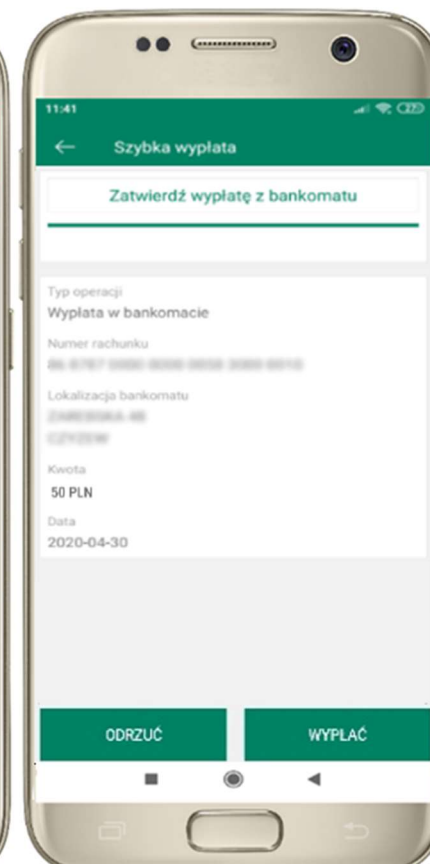 11:41
Szybka wypłata
Zatwierdź wypłatę z bankomatu
Typ operacji
Wypłata w bankomacie
Numer rachunku
Lokalizacja bankomatu
Kwota
50 PLN
Data
2020-04-30
ODRZUĆ
WYPŁAĆ